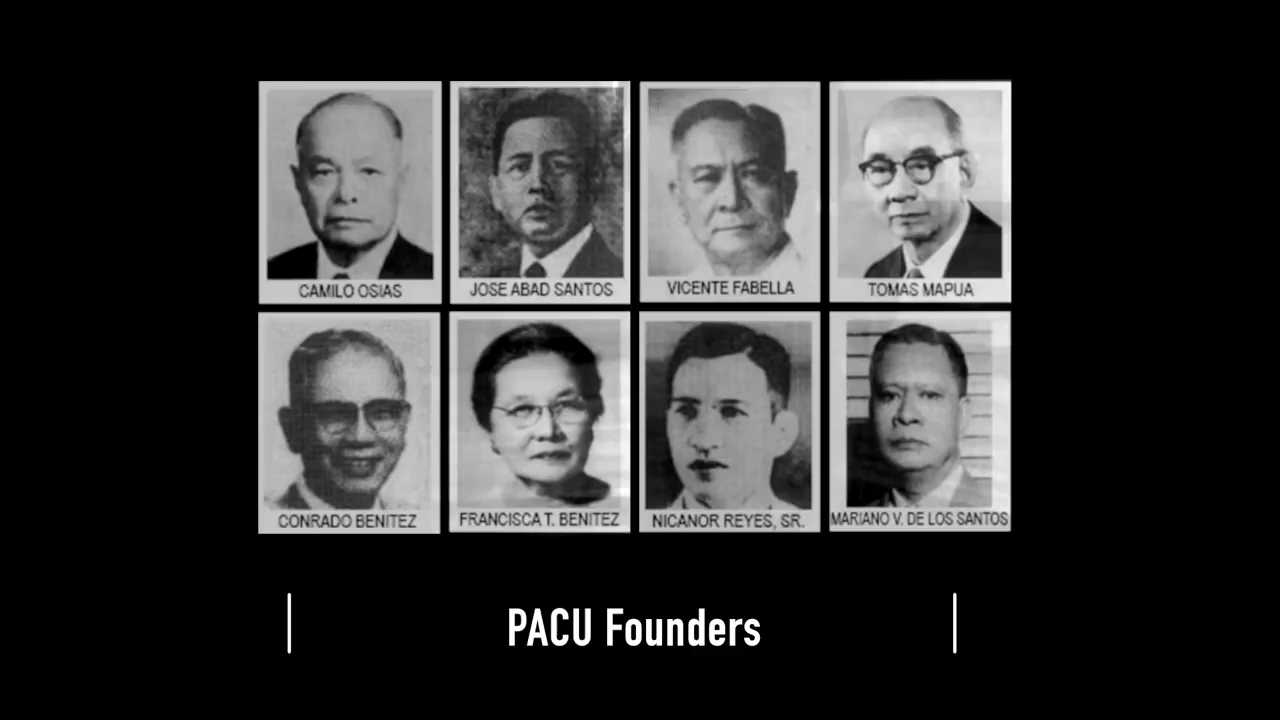 CAMILO OSIAS
JOSE ABAD SANTOS
VICENTE FABELLA
TOMAS MAPUA
CONRADO BENITEZ
FRANCISCA T. BENITEZ
NICANOR REYES, SR.
MARIANO V. DE LOS SANTOS
PACU Founders